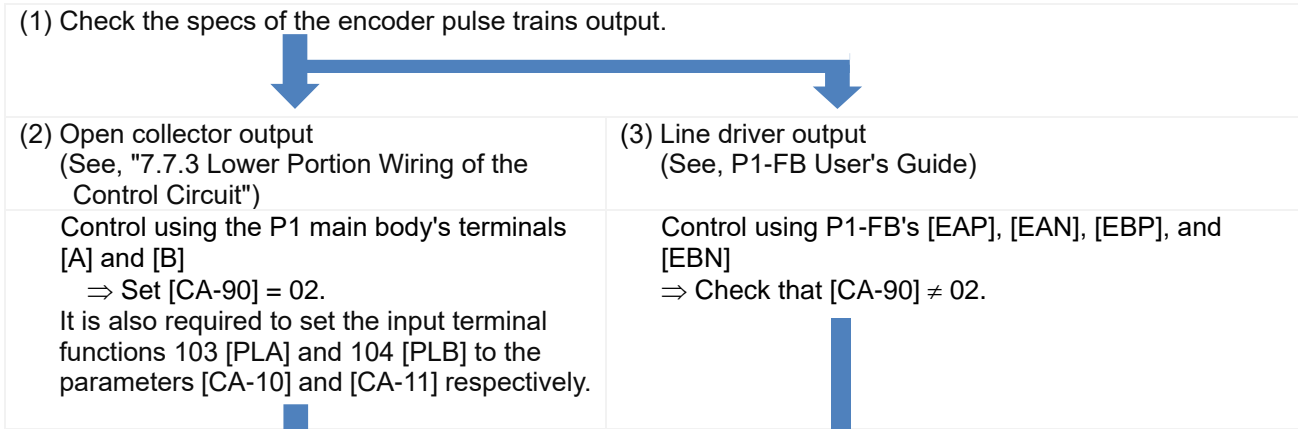 (1) Check the specs of the encoder pulse trains output.
(2) Open collector output
(See, "7.7.3 Lower Portion Wiring of the
Control Circuit")
(3) Line driver output
(See, P1-FB User's Guide)
Control using the P1 main body's terminals
[A] and [B]
⇒ Set [CA-90] = 02.
It is also required to set the input terminal
functions 103 [PLA] and 104 [PLB] to the
parameters [CA-10] and [CA-11] respectively.
Control using P1-FB's [EAP], [EAN], [EBP], and
[EBN]
⇒ Check that [CA-90] ≠ 02.